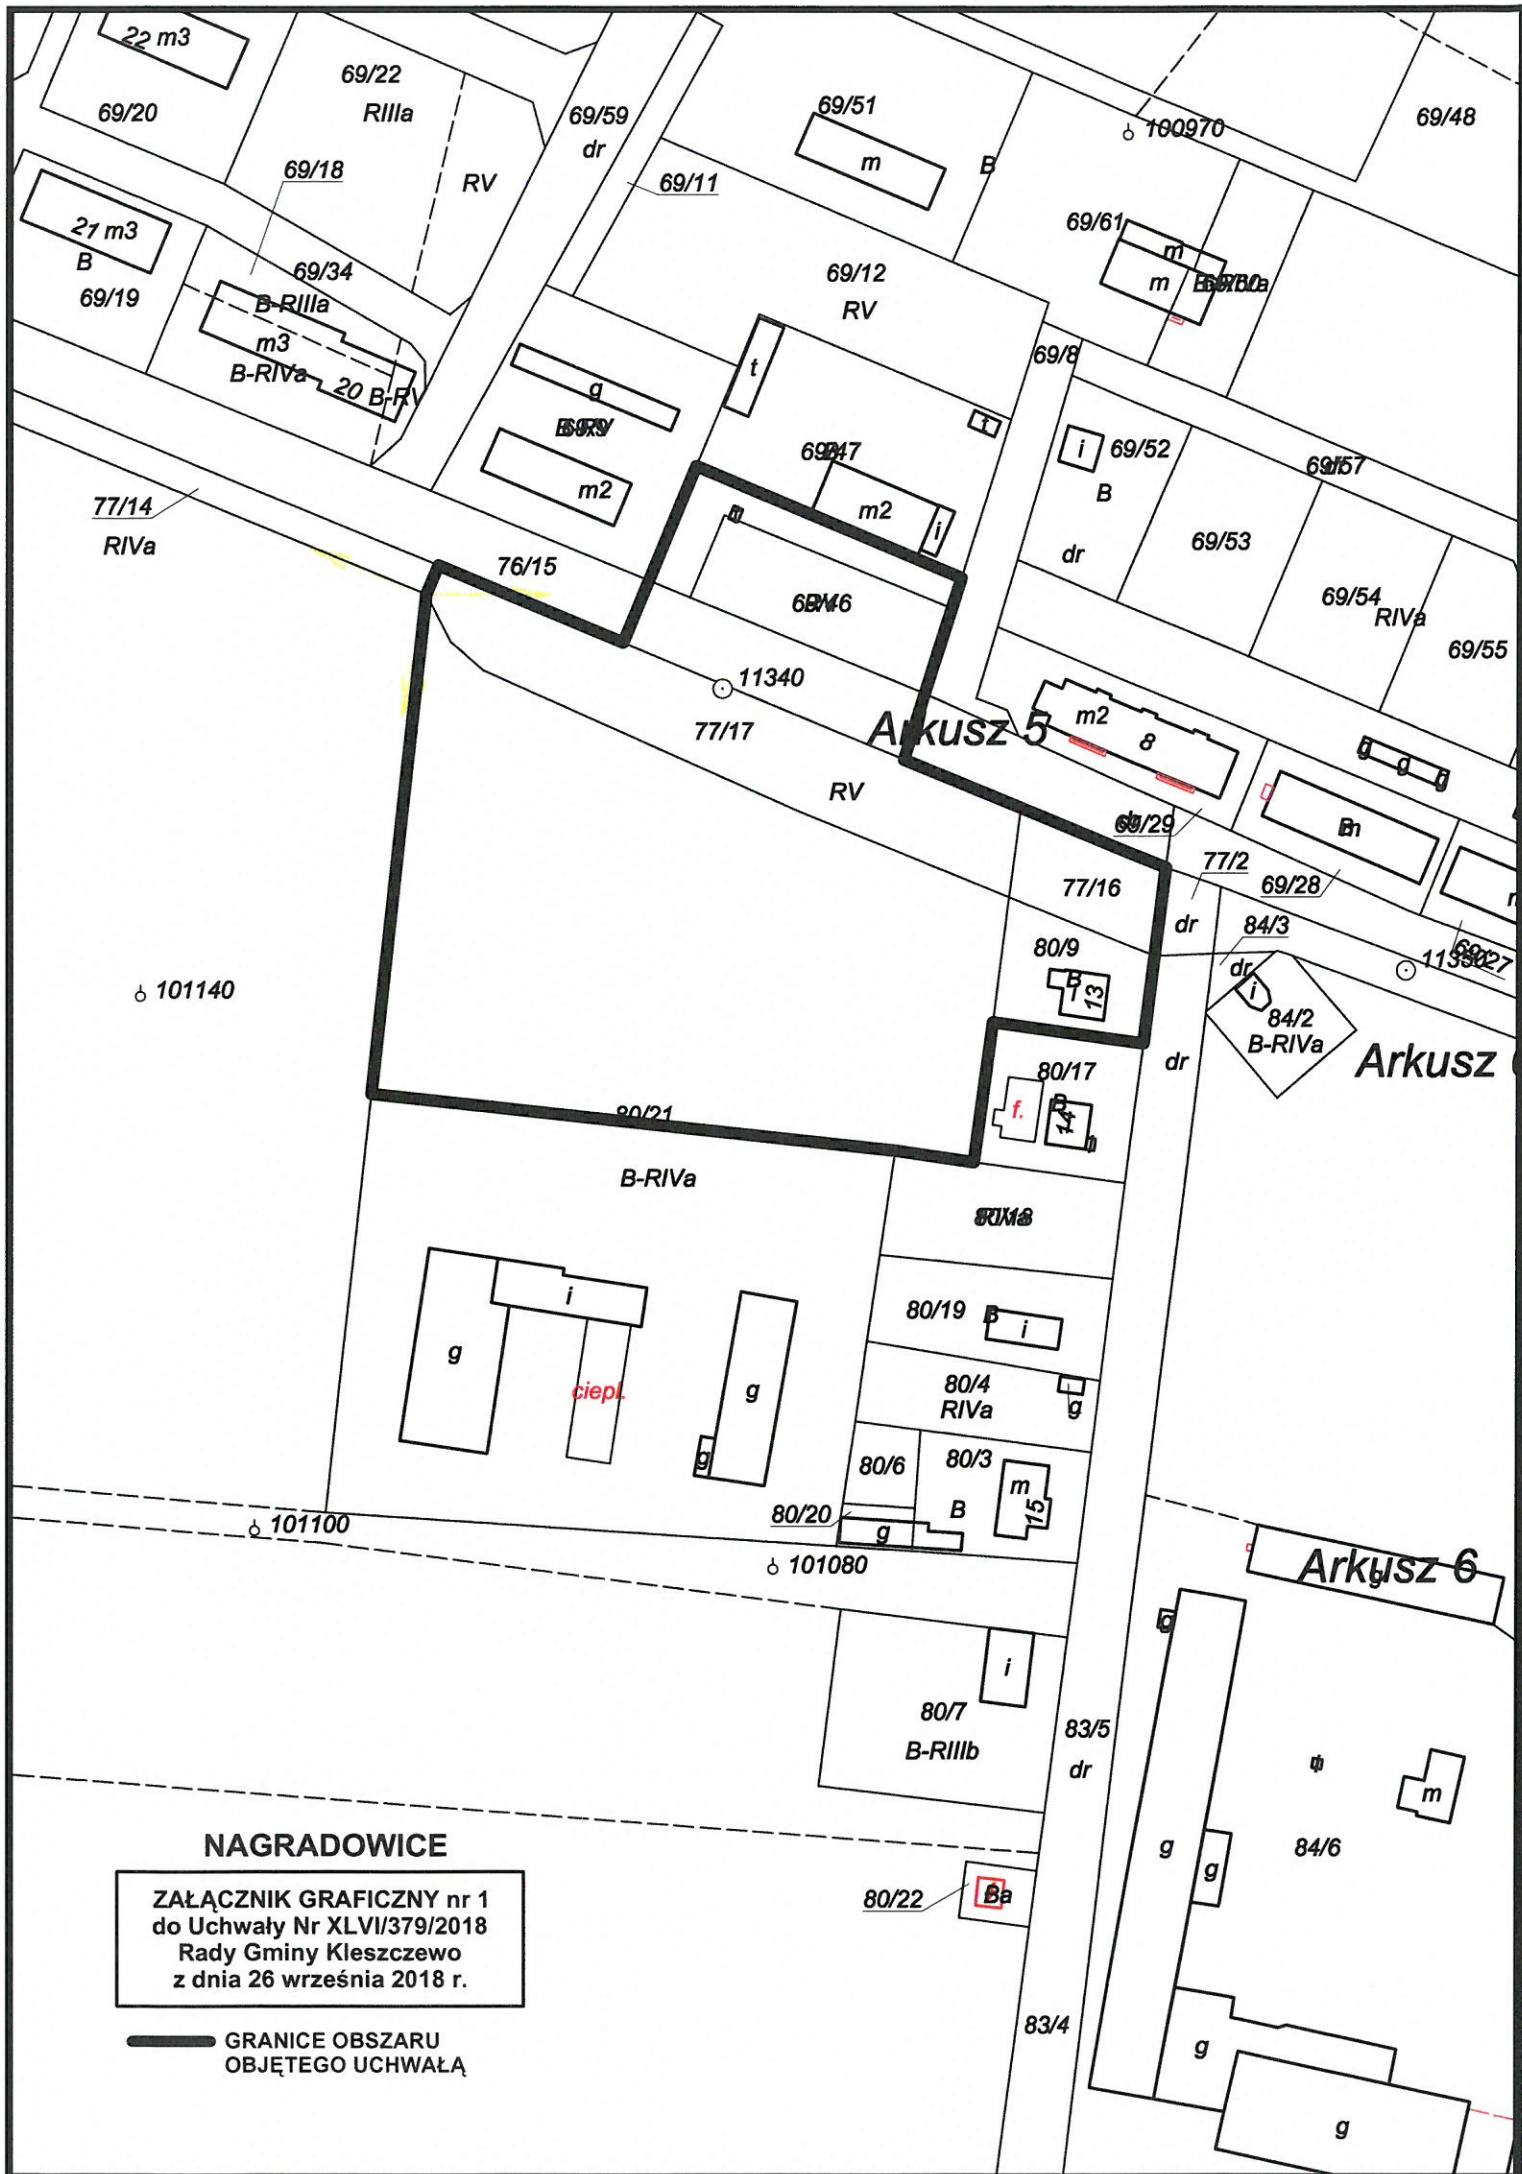 22 m3
69/22
RIIIa
69/20
69/59
dr
69/51
m
B
100970
69/48
69/18
RV
69/11
21 m3
B
69/19
69/34
B-RIIIa
m3
B-RIVa
20
B-RV
69/12
RV
69/61
m
m
69/8
t
g
t
i
69/52
B
69/57
m2
m2
i
77/14
RIVa
76/15
dr
69/53
69/54
RIVa
69/55
11340
77/17
Arkusz 5
m2
8
g
g
g
RV
69/29
m
77/16
77/2
69/28
dr
84/3
80/9
B
i
13
dr
i
84/2
B-RIVa
101140
dr
Arkusz
80/17
f.
B
14
80/21
B-RIVa
i
g
ciepl.
g
g
80/19
B
i
80/4
RIVa
g
80/6
80/3
m
15
B
80/20
g
101100
101080
Arkusz 6
g
g
i
80/7
B-RIIIb
83/5
dr
m
g
g
84/6
80/22
Ba
83/4
g
g
NAGRADOWICE
ZAŁĄCZNIK GRAFICZNY nr 1
do Uchwały Nr XLVI/379/2018
Rady Gminy Kleszczewo
z dnia 26 września 2018 r.
GRANICE OBSZARU
OBJĘTEGO UCHWAŁĄ